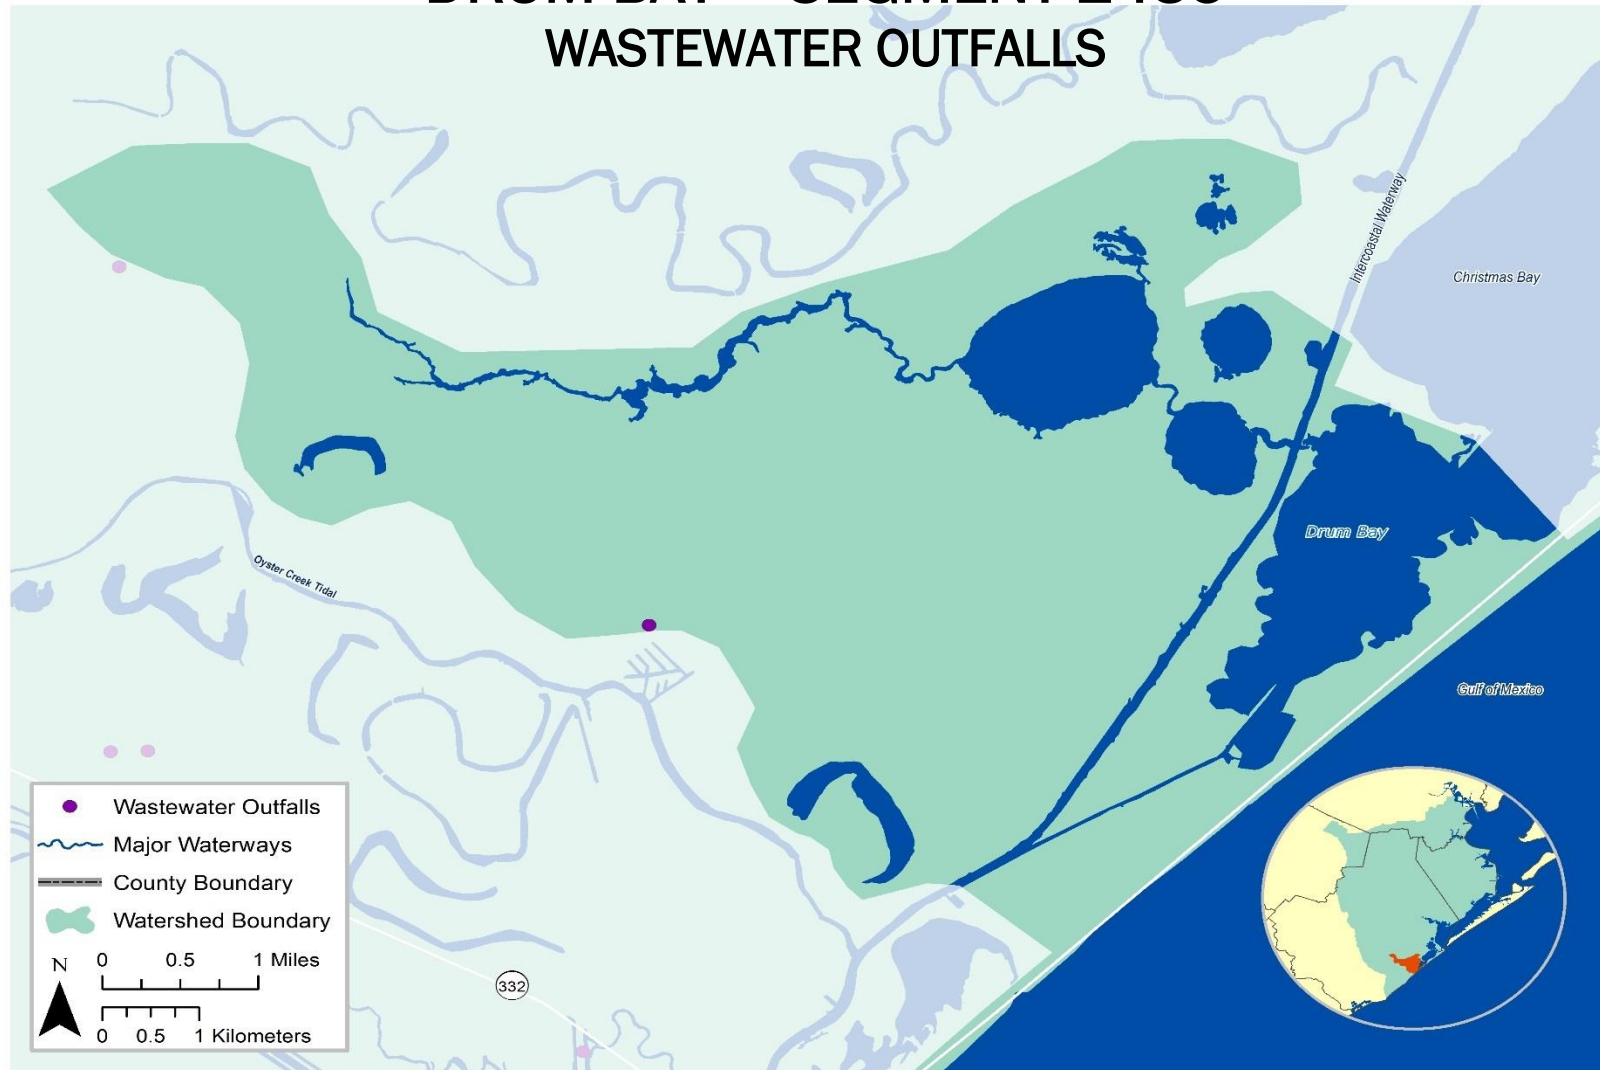 WASTEWATER OUTFALLS
Intercoastal Waterway
Christmas Bay
Drum Bay
Oyster Creek Tidal
Gulf of Mexico
Wastewater Outfalls
Major Waterways
County Boundary
Watershed Boundary
N
0 0.5 1 Miles
0 0.5 1 Kilometers
332